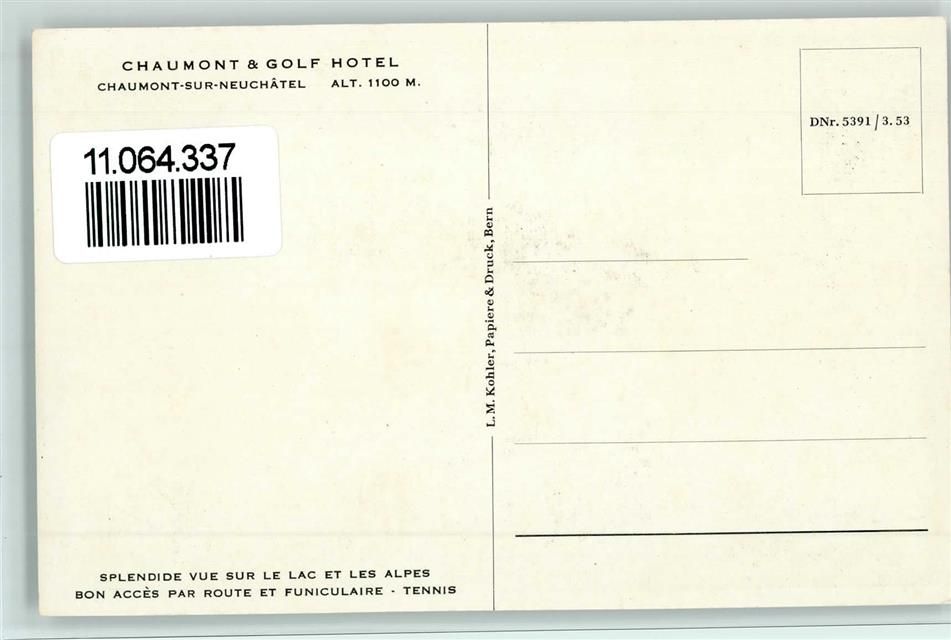 CHAUMONT & GOLF HOTEL
CHAUMONT-SUR-NEUCHÂTEL ALT. 1100 M.
11.064.337
SPLENDIDE VUE SUR LE LAC ET LES ALPES
BON ACCÈS PAR ROUTE ET FUNICULAIRE - TENNIS
L. M. Kohler, Papiere & Druck, Bern
DNr. 5391 / 3. 53